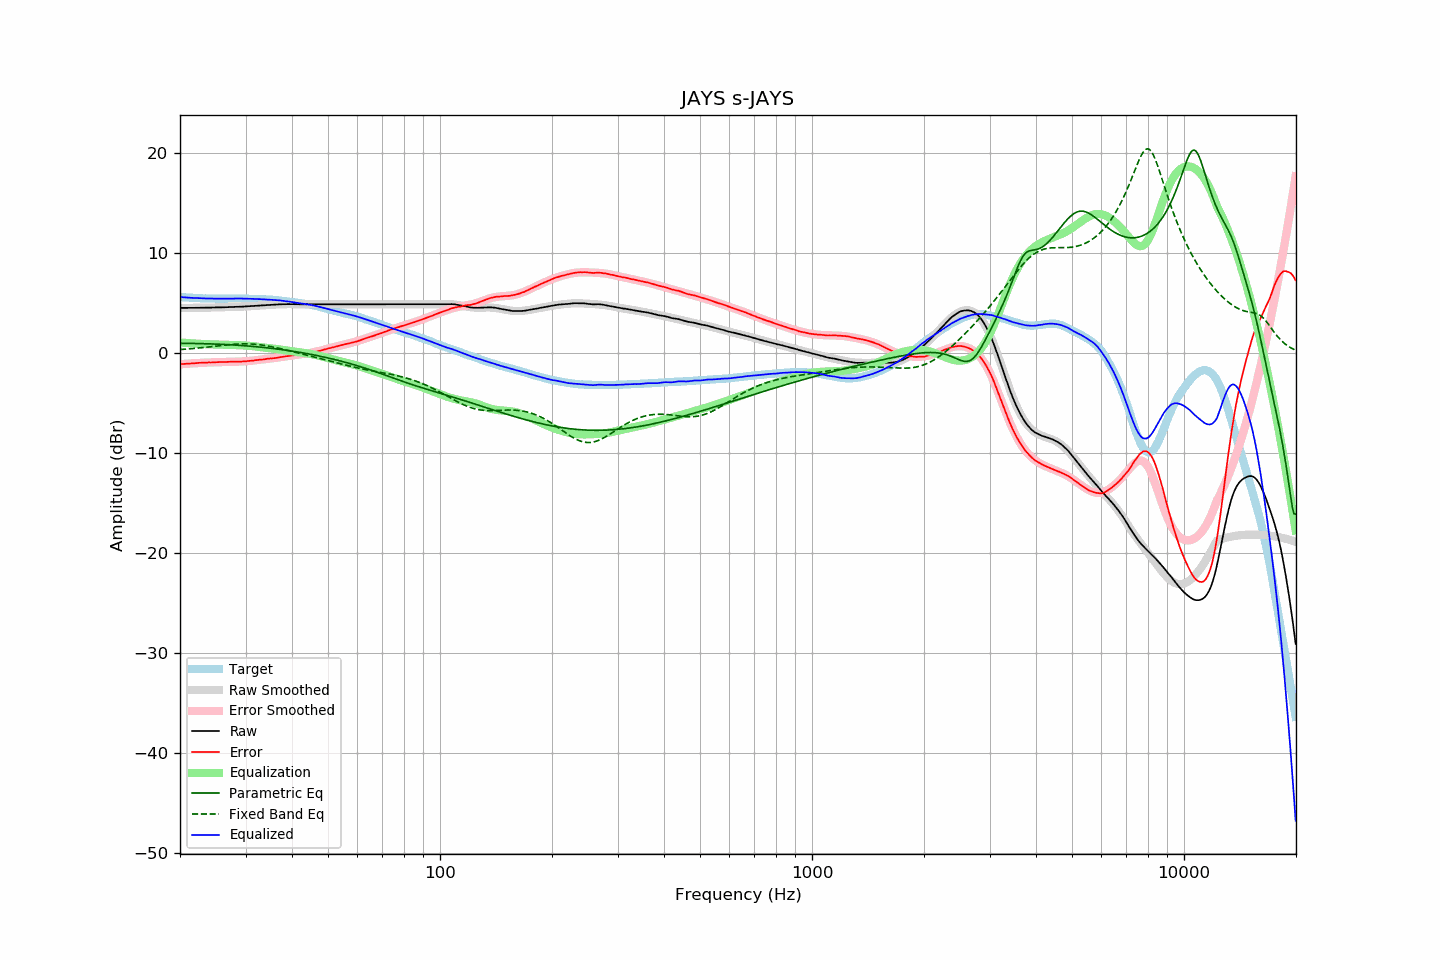 JAYS s-JAYS
20
10
0
−10
−20
−30
−40
−50
Amplitude (dBr)
100
1000
10000
Frequency (Hz)
Target
Raw Smoothed
Error Smoothed
Raw
Error
Equalization
Parametric Eq
Fixed Band Eq
Equalized